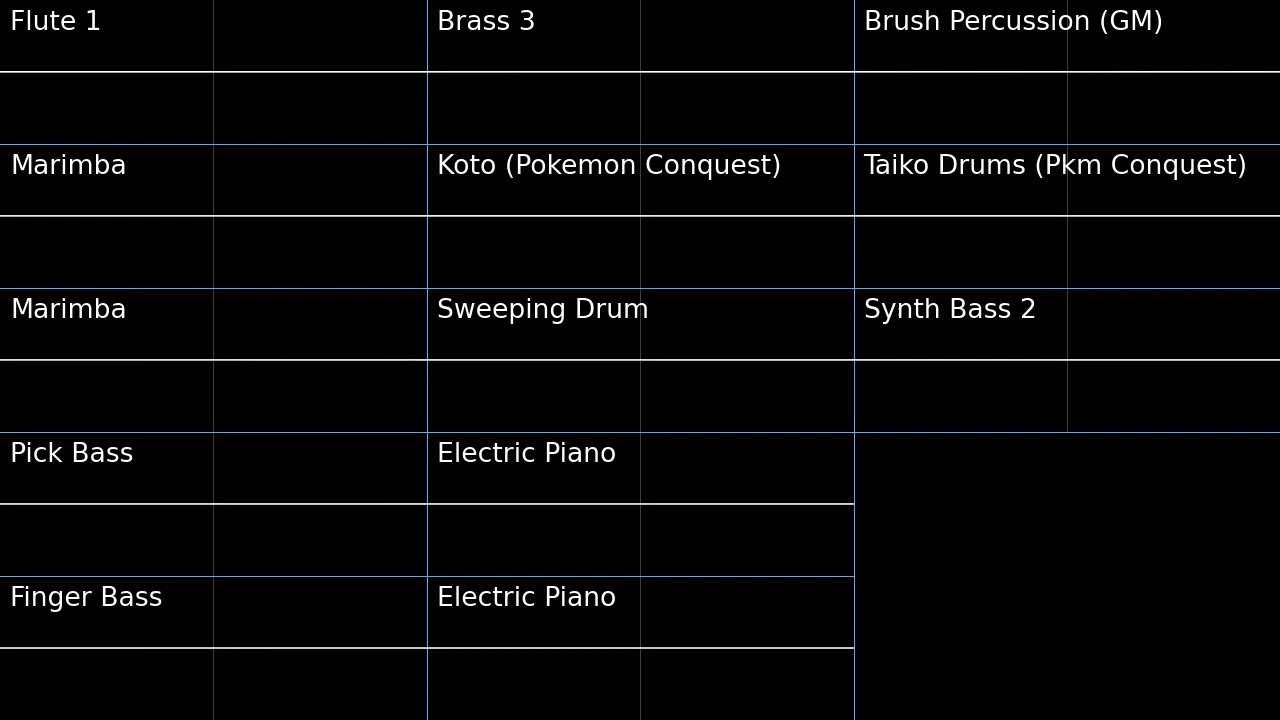 Flute 1
Brass 3
Brush Percussion (GM)
Marimba
Koto (Pokemon Conquest)
Taiko Drums (Pkm Conquest)
Marimba
Sweeping Drum
Synth Bass 2
Pick Bass
Electric Piano
Finger Bass
Electric Piano